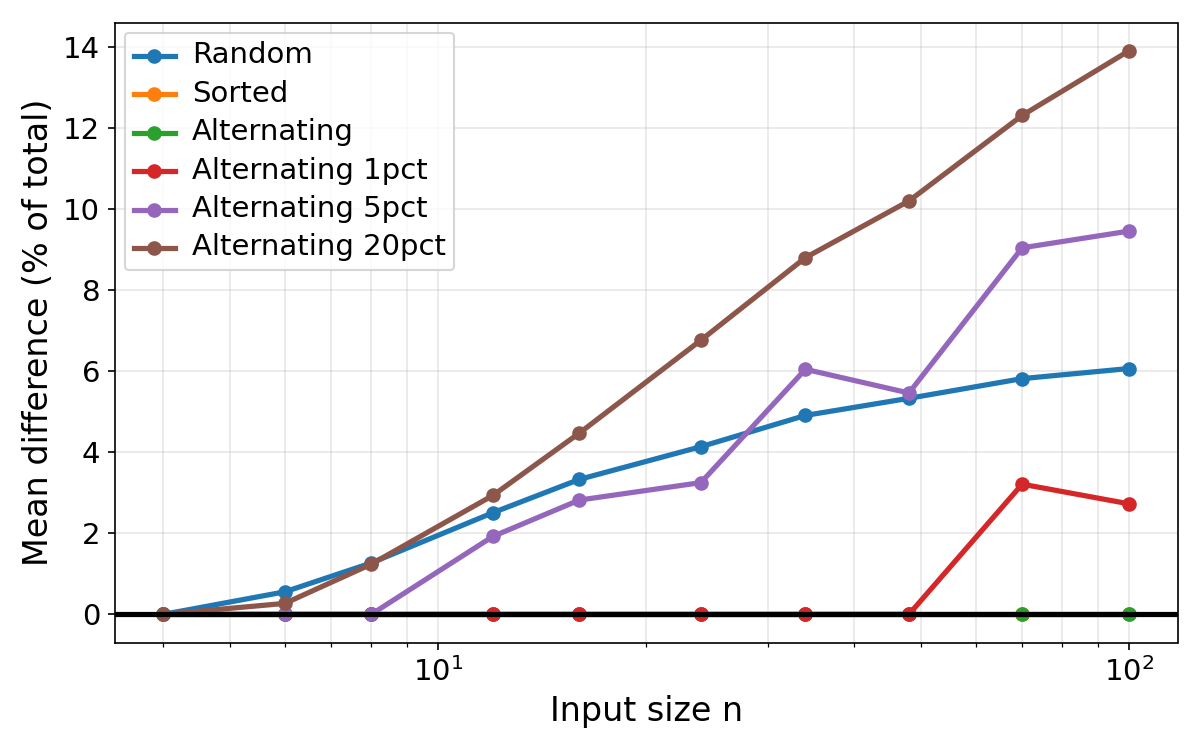 Mean difference (% of total)
14
12
10
8
6
4
2
0
Random
Sorted
Alternating
Alternating 1pct
Alternating 5pct
Alternating 20pct
10¹ 10²
Input size n